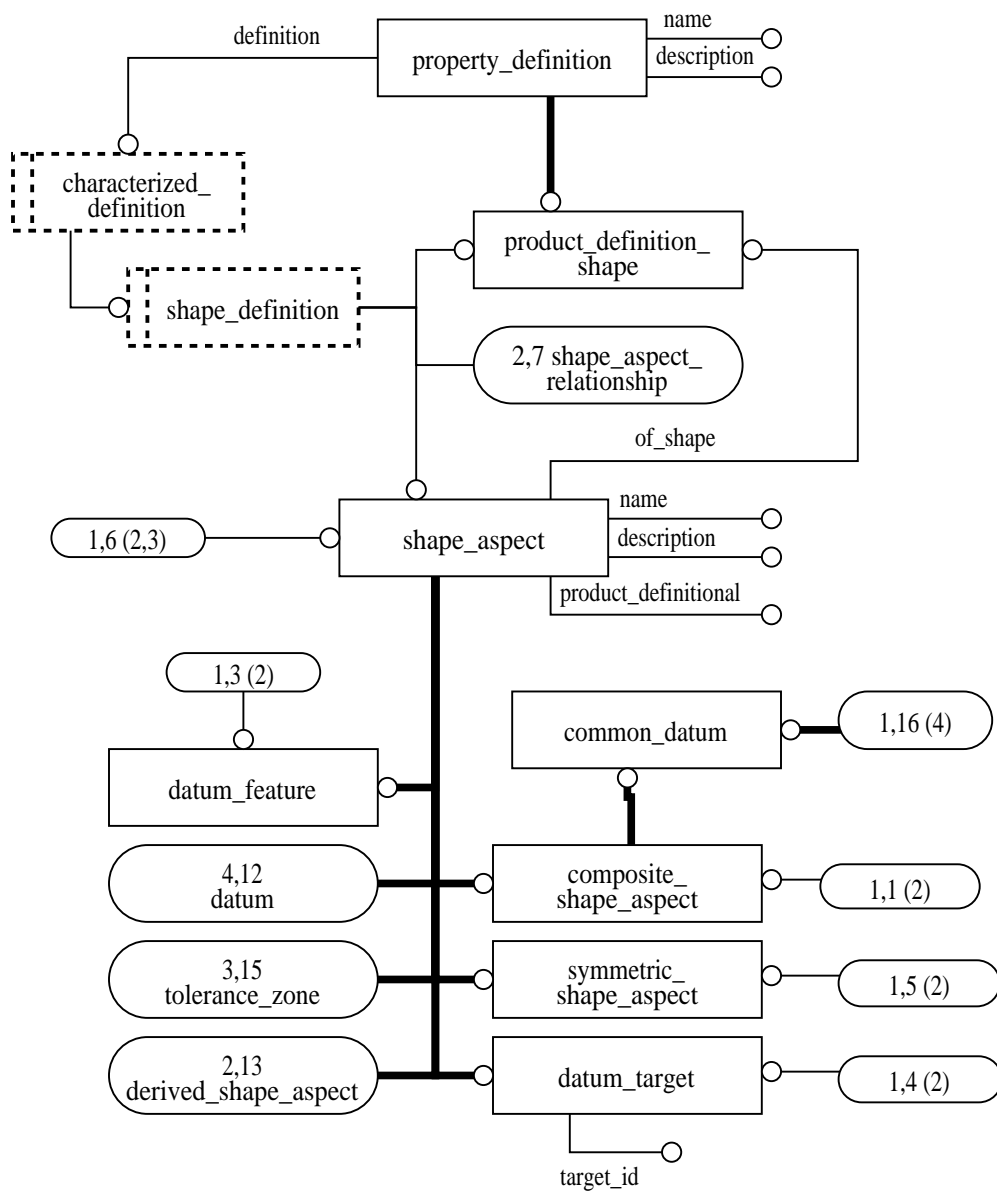 name
definition
property_definition
description
characterized_
definition
product_definition_
shape
shape_definition
2,7 shape_aspect_
relationship
of_shape
name
1,6 (2,3)
shape_aspect
description
product_definitional
1,3 (2)
common_datum
1,16 (4)
datum_feature
4,12
datum
composite_
shape_aspect
1,1 (2)
3,15
tolerance_zone
symmetric_
shape_aspect
1,5 (2)
2,13
derived_shape_aspect
datum_target
1,4 (2)
target_id